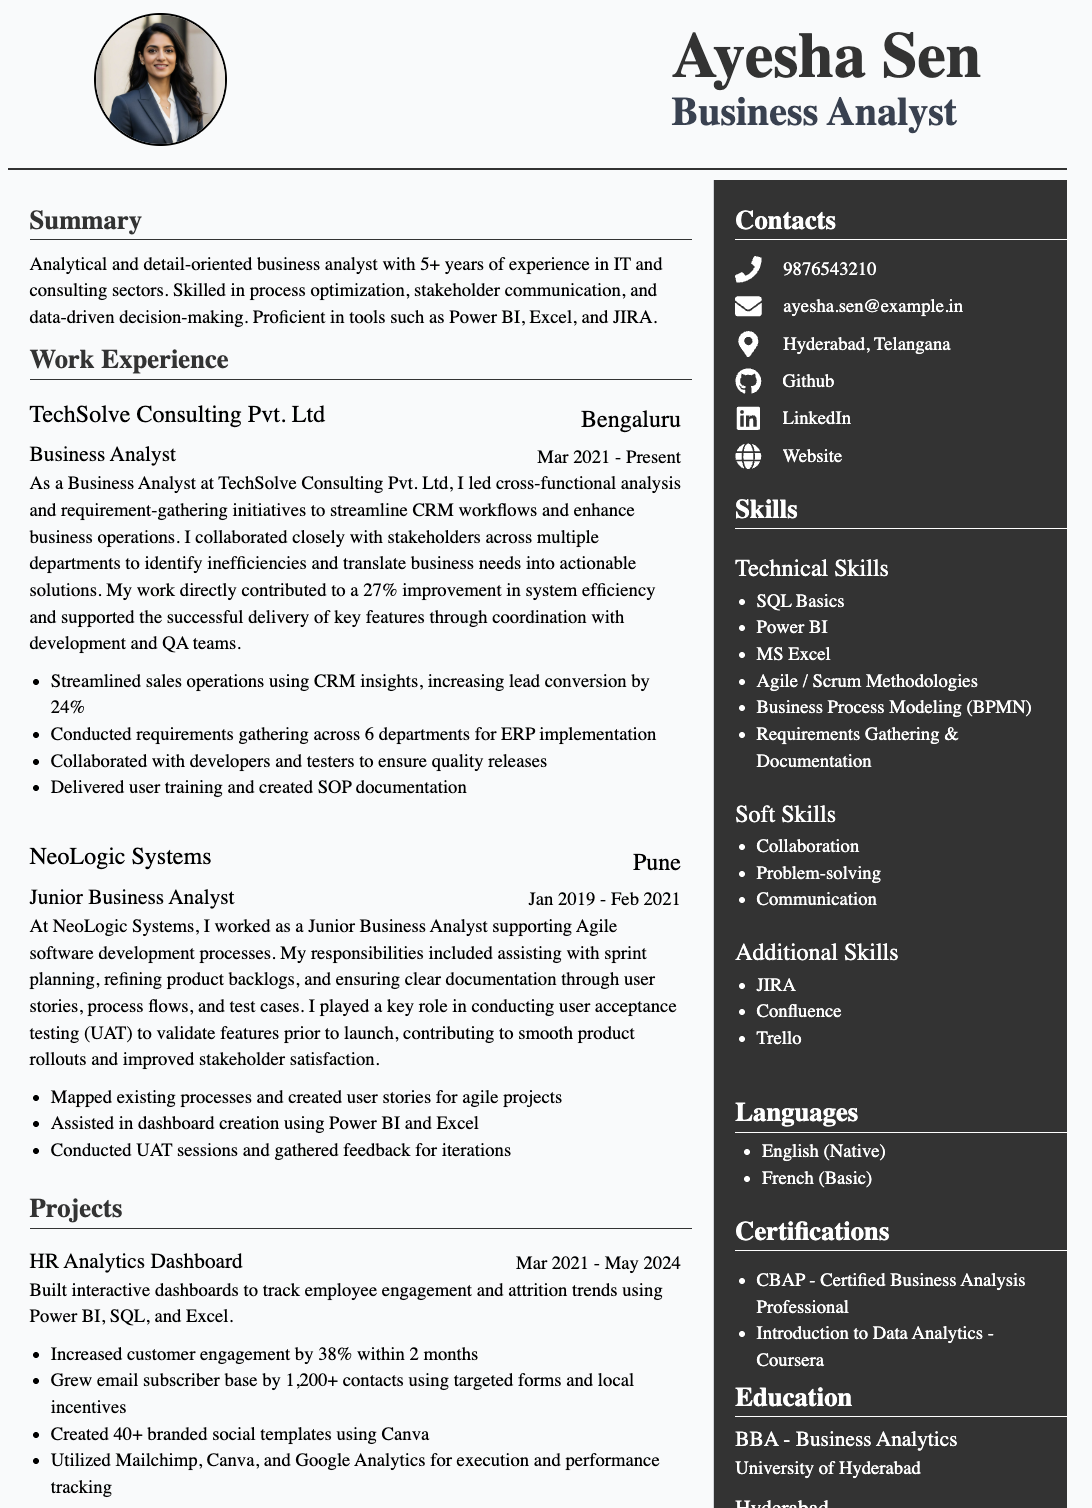 Ayesha Sen
Business Analyst
Summary
Analytical and detail-oriented business analyst with 5+ years of experience in IT and
consulting sectors. Skilled in process optimization, stakeholder communication, and
data-driven decision-making. Proficient in tools such as Power BI, Excel, and JIRA.
Work Experience
TechSolve Consulting Pvt. Ltd
Bengaluru
Business Analyst
Mar 2021 - Present
As a Business Analyst at TechSolve Consulting Pvt. Ltd, I led cross-functional analysis
and requirement-gathering initiatives to streamline CRM workflows and enhance
business operations. I collaborated closely with stakeholders across multiple
departments to identify inefficiencies and translate business needs into actionable
solutions. My work directly contributed to a 27% improvement in system efficiency
and supported the successful delivery of key features through coordination with
development and QA teams.
• Streamlined sales operations using CRM insights, increasing lead conversion by
24%
• Conducted requirements gathering across 6 departments for ERP implementation
• Collaborated with developers and testers to ensure quality releases
• Delivered user training and created SOP documentation
NeoLogic Systems
Pune
Junior Business Analyst
Jan 2019 - Feb 2021
At NeoLogic Systems, I worked as a Junior Business Analyst supporting Agile
software development processes. My responsibilities included assisting with sprint
planning, refining product backlogs, and ensuring clear documentation through user
stories, process flows, and test cases. I played a key role in conducting user acceptance
testing (UAT) to validate features prior to launch, contributing to smooth product
rollouts and improved stakeholder satisfaction.
• Mapped existing processes and created user stories for agile projects
• Assisted in dashboard creation using Power BI and Excel
• Conducted UAT sessions and gathered feedback for iterations
Projects
HR Analytics Dashboard
Mar 2021 - May 2024
Built interactive dashboards to track employee engagement and attrition trends using
Power BI, SQL, and Excel.
• Increased customer engagement by 38% within 2 months
• Grew email subscriber base by 1,200+ contacts using targeted forms and local
incentives
• Created 40+ branded social templates using Canva
• Utilized Mailchimp, Canva, and Google Analytics for execution and performance
tracking
Contacts
9876543210
ayesha.sen@example.in
Hyderabad, Telangana
Github
LinkedIn
Website
Skills
Technical Skills
• SQL Basics
• Power BI
• MS Excel
• Agile / Scrum Methodologies
• Business Process Modeling (BPMN)
• Requirements Gathering &
Documentation
Soft Skills
• Collaboration
• Problem-solving
• Communication
Additional Skills
• JIRA
• Confluence
• Trello
Languages
• English (Native)
• French (Basic)
Certifications
• CBAP - Certified Business Analysis
Professional
• Introduction to Data Analytics -
Coursera
Education
BBA - Business Analytics
University of Hyderabad
Hyderabad